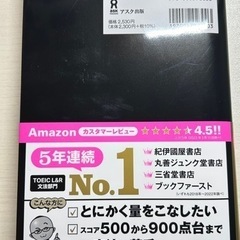 アスク出版
価格 2,530円
(本体2,300円+税10%)
Amazon カスタマーレビュー ☆☆☆☆☆ 4.5!!
5年連続
TOEIC L&R
文法部門
No.1
紀伊國屋書店
丸善ジュンク堂書店
三省堂書店
ブックファースト
こんな方に
とにかく量をこなしたい
スコア500から900点台まで